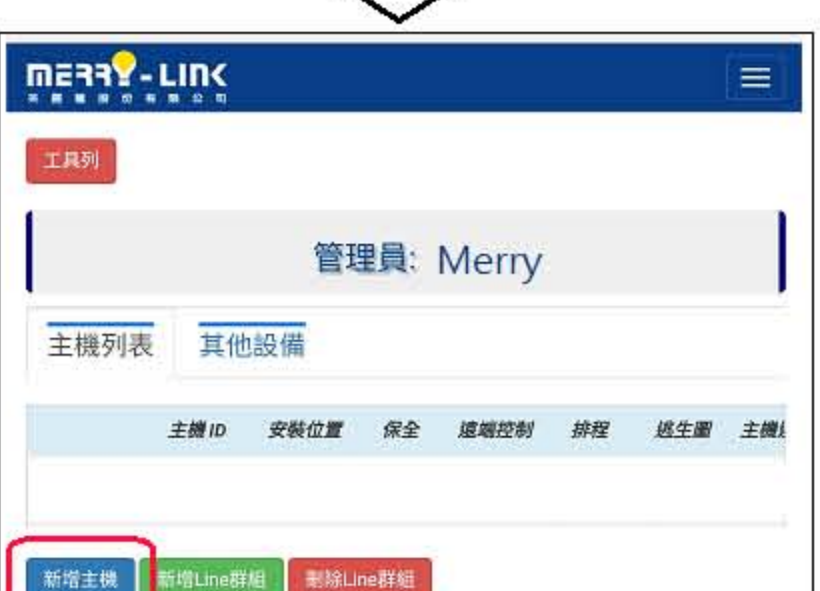 MERRY-LINK
工具列
管理員: Merry
主機列表 其他設備
主機ID 安裝位置 保全 遠端控制 排程 逃生圖
新增主機 新增Line群組 刪除Line群組